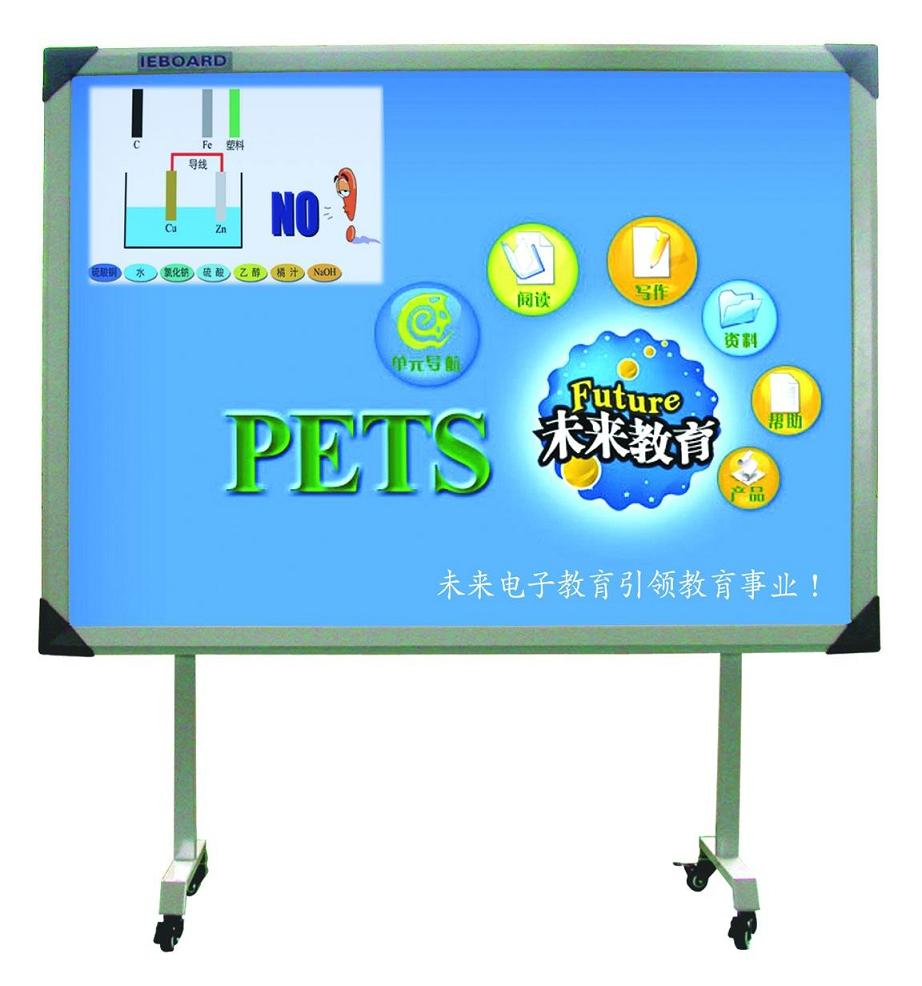 IEBOARD
C
Fe
塑料
导线
Cu
Zn
NO
硫酸铜
水
氯化钠
硫酸
乙醇
橘汁
NaOH
单元导航
阅读
写作
资料
帮助
产品
PETS
Future
未来教育
未来电子教育引领教育事业！